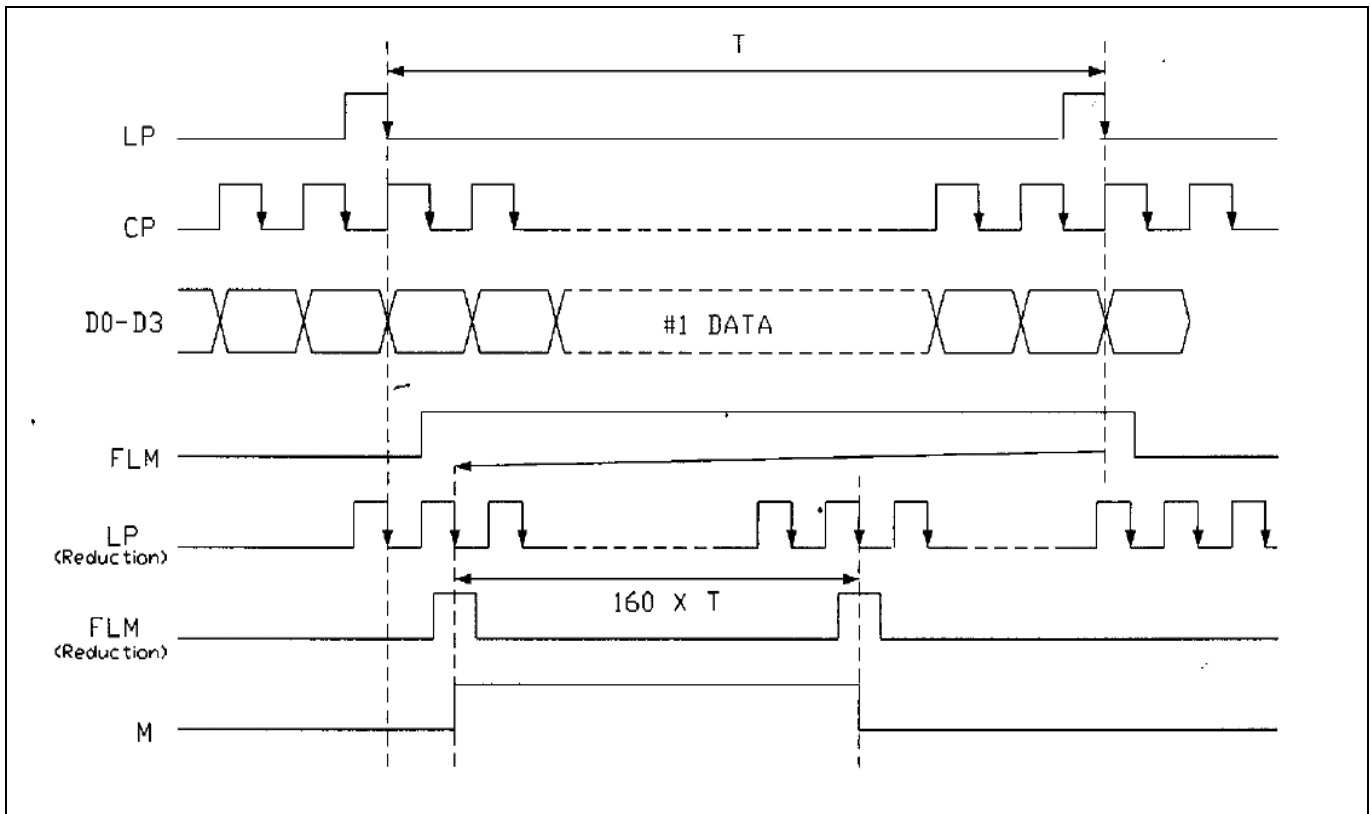 T
LP
CP
D0-D3
#1 DATA
FLM
LP
(Reduction)
160 X T
FLM
(Reduction)
M